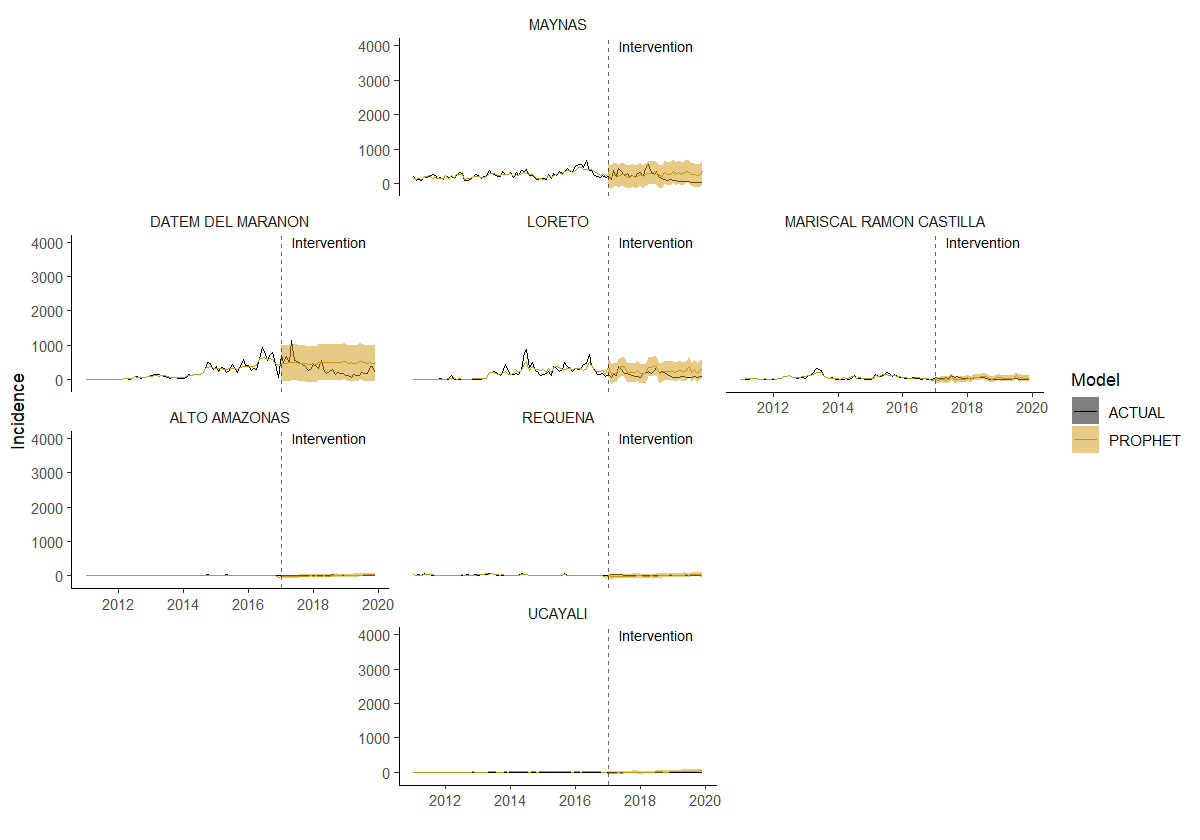 MAYNAS
4000
Intervention
3000
2000
1000
0
DATEM DEL MARANON
LORETO
MARISCAL RAMON CASTILLA
4000
Intervention
Intervention
Intervention
3000
2000
1000
0
2012 2014 2016 2018 2020
ALTO AMAZONAS
REQUENA
4000
Intervention
Intervention
3000
2000
1000
0
2012 2014 2016 2018 2020
UCAYALI
4000
Intervention
3000
2000
1000
0
2012 2014 2016 2018 2020
Incidence
Model
ACTUAL
PROPHET